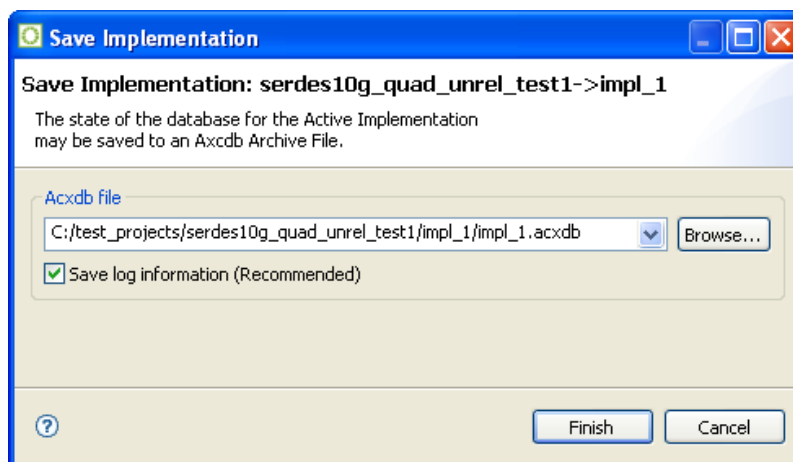 Save Implementation
Save Implementation: serdes10g_quad_unrel_test1->impl_1
The state of the database for the Active Implementation
may be saved to an Axcdb Archive File.
Acxdb file
C:/test_projects/serdes10g_quad_unrel_test1/impl_1/impl_1.acxdb
Browse...
Save log information (Recommended)
?
Finish
Cancel